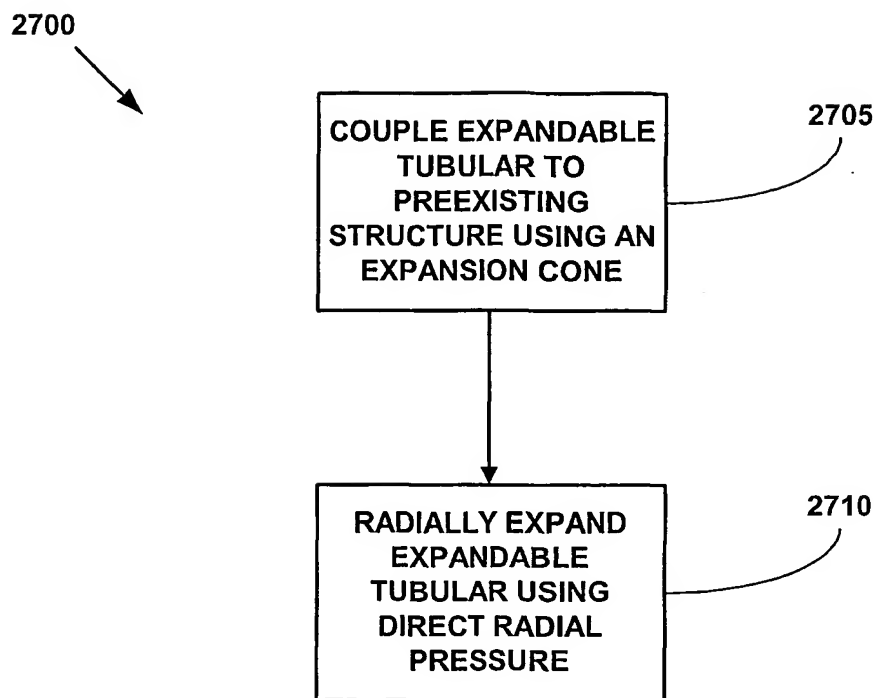 2700
COUPLE EXPANDABLE
TUBULAR TO
PREEXISTING
STRUCTURE USING AN
EXPANSION CONE
2705
RADIALLY EXPAND
EXPANDABLE
TUBULAR USING
DIRECT RADIAL
PRESSURE
2710